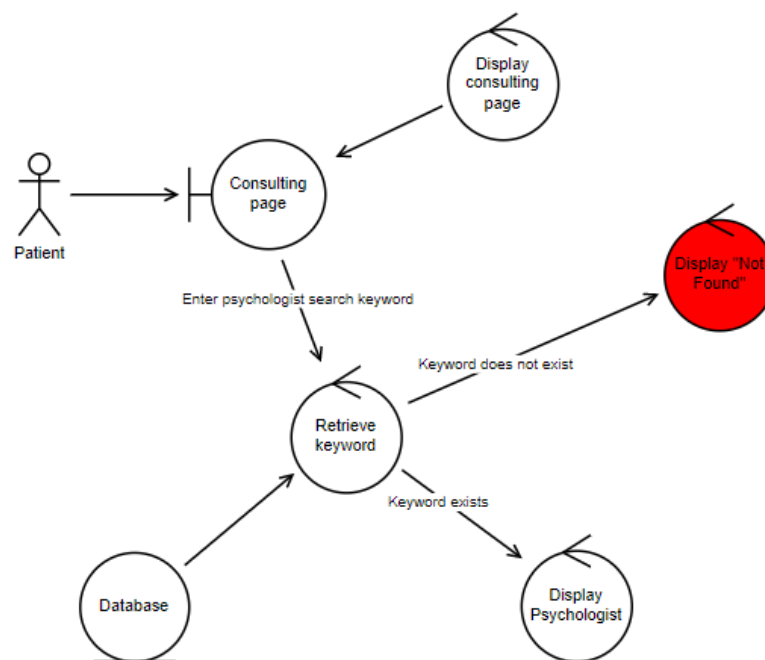 Display
consulting
page
Consulting
page
Patient
Display "Not
Found"
Enter psychologist search keyword
Keyword does not exist
Retrieve
keyword
Keyword exists
Database
Display
Psychologist